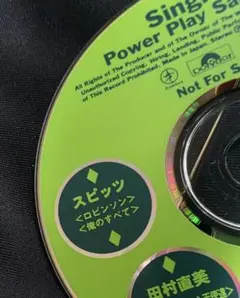 Sing
Power Play Sa
All Rights of The Producer and of The Owner of The
Unauthorized Copying, Hiring, Lending, Public
of This Record Prohibited. Made in Japan. Stereo
Polydor
Not For S
スピッツ
<ロビンソン>
<俺のすべて>
田村直美